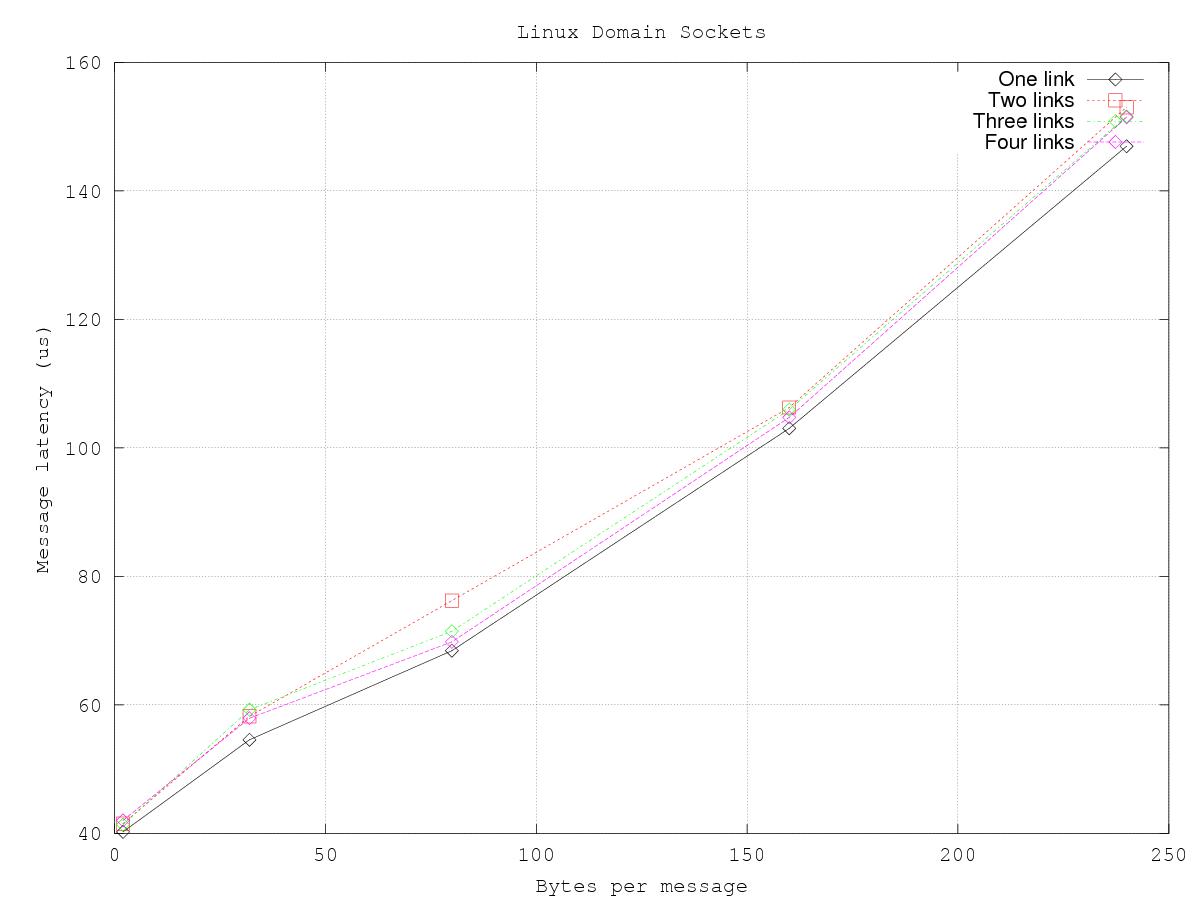 Linux Domain Sockets
160
140
120
100
80
60
40
0
50
100
150
200
250
Message latency (us)
Bytes per message
One link
Two links
Three links
Four links